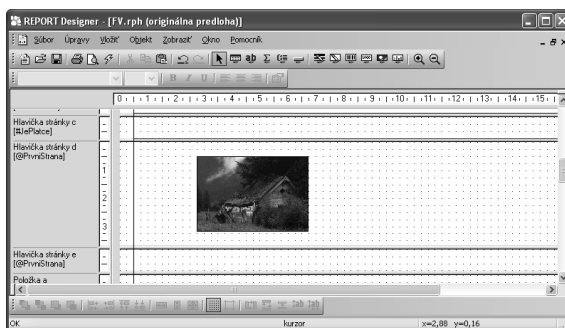 REPORT Designer - [FV.rph (originálna predloha)]
Súbor Úpravy Vložiť Objekt Zobraziť Okno Pomocník
B I U
0 1 2 3 4 5 6 7 8 9 10 11 12 13 14 15
Hlavička stránky c
[#JePlatce]
Hlavička stránky d
[@PrvniStrana]
1
2
3
Hlavička stránky e
[@PrvniStrana]
Položka a
OK kurzor x=2,88 y=0,16